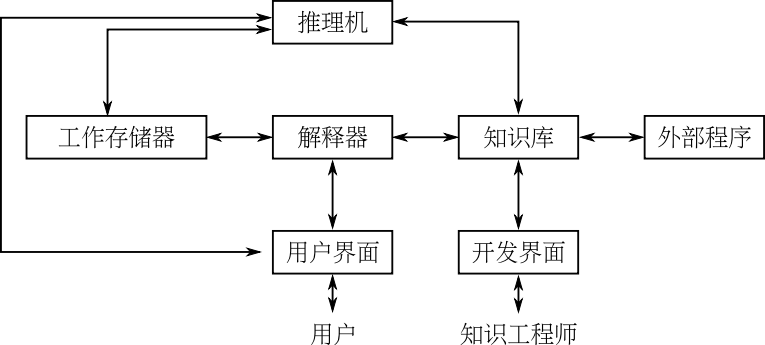 推理机
工作存储器
解释器
知识库
外部程序
用户界面
开发界面
用户
知识工程师